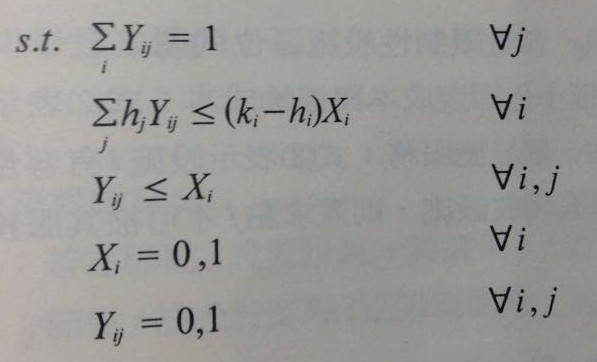 s.t. ∑_i Y_ij = 1 ∀j
∑_j h_j Y_ij ≤ (k_i − h_i)X_i ∀i
Y_ij ≤ X_i ∀i,j
X_i = 0,1 ∀i
Y_ij = 0,1 ∀i,j